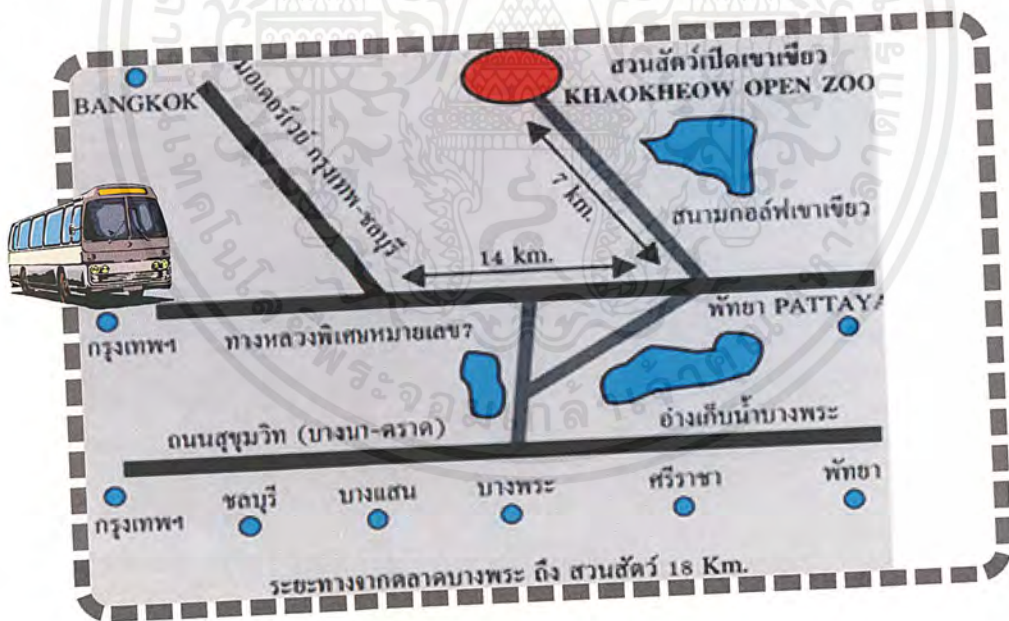 สวนสัตว์เปิดเขาเขียว
KHAOKHEOW OPEN ZOO
BANGKOK
มอเตอร์เวย์ กรุงเทพ-ชลบุรี
7 km.
สนามกอล์ฟเขาเขียว
14 km.
กรุงเทพฯ
ทางหลวงพิเศษหมายเลข7
พัทยา PATTAYA
อ่างเก็บน้ำบางพระ
ถนนสุขุมวิท (บางนา-ตราด)
กรุงเทพฯ
ชลบุรี
บางแสน
บางพระ
ศรีราชา
พัทยา
ระยะทางจากตลาดบางพระ ถึง สวนสัตว์ 18 Km.